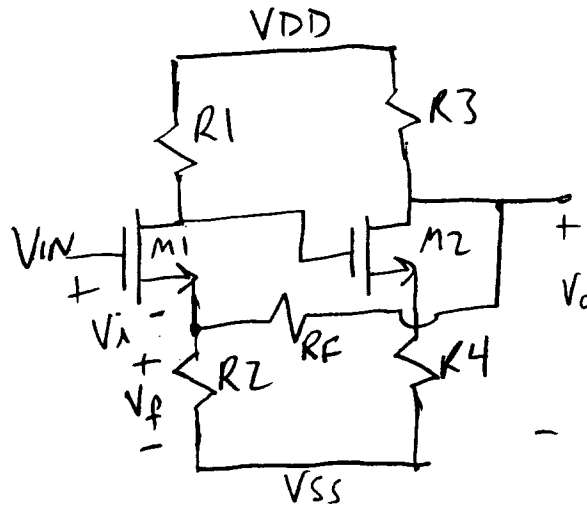 VDD
R1
R3
VIN
M1
M2
+
+
Vi
-
RF
Vo
+
R2
R4
Vf
-
-
VSS